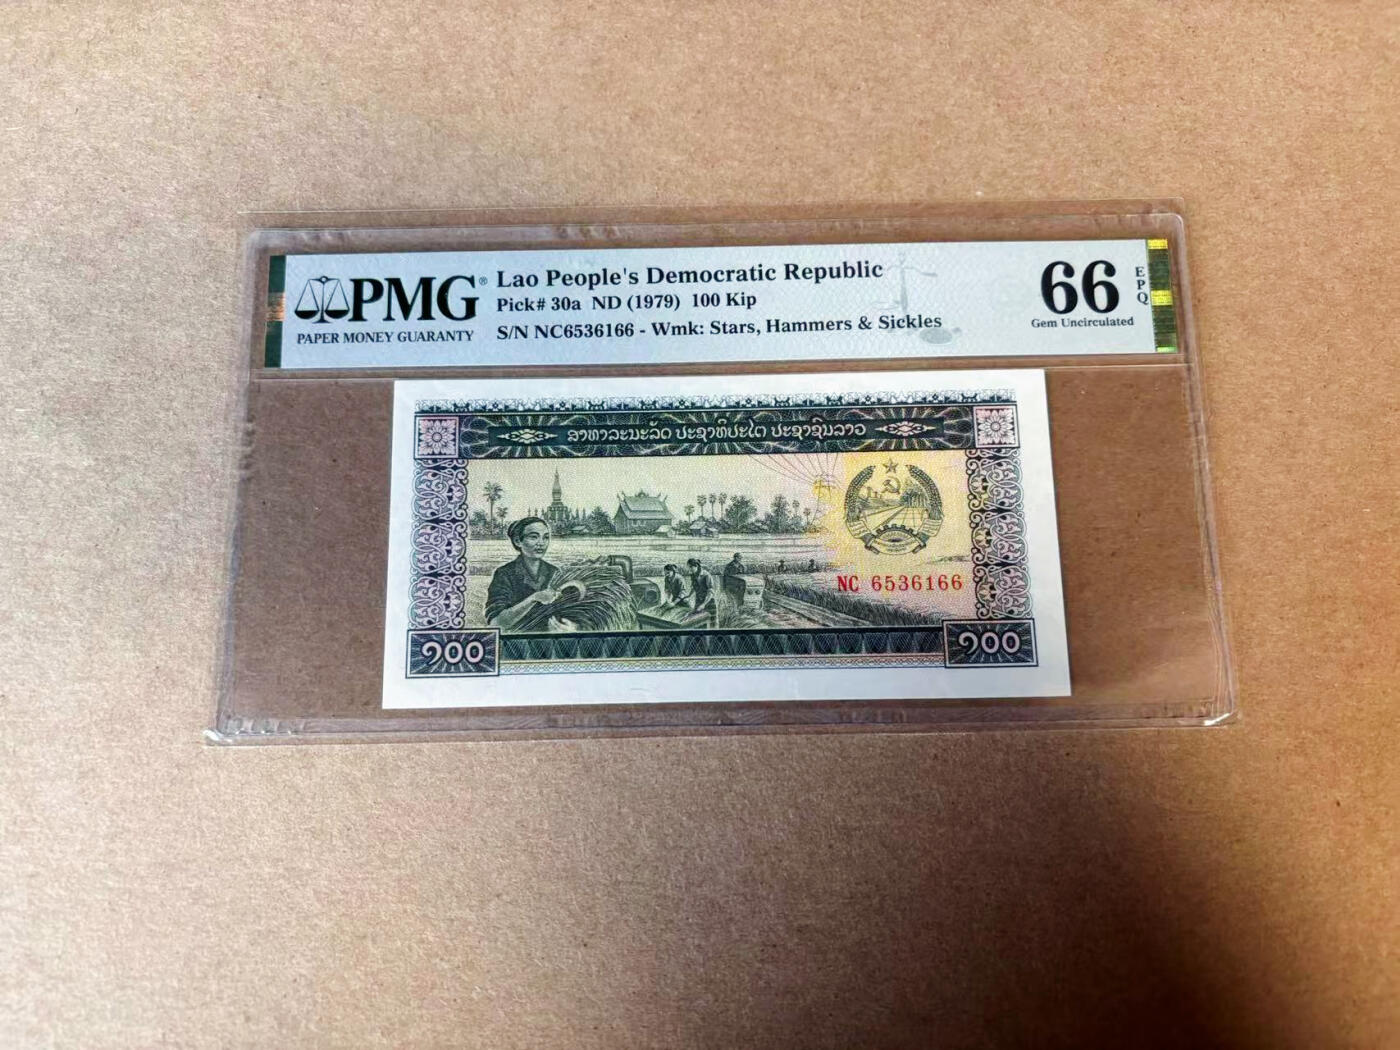 PMG®
PAPER MONEY GUARANTY
Lao People's Democratic Republic
Pick# 30a ND (1979) 100 Kip
S/N NC6536166 - Wmk: Stars, Hammers & Sickles
66
EPQ
Gem Uncirculated
ສາທາລະນະລັດ ປະຊາທິປະໄຕ ປະຊາຊົນລາວ
NC 6536166
໑໐໐
໑໐໐